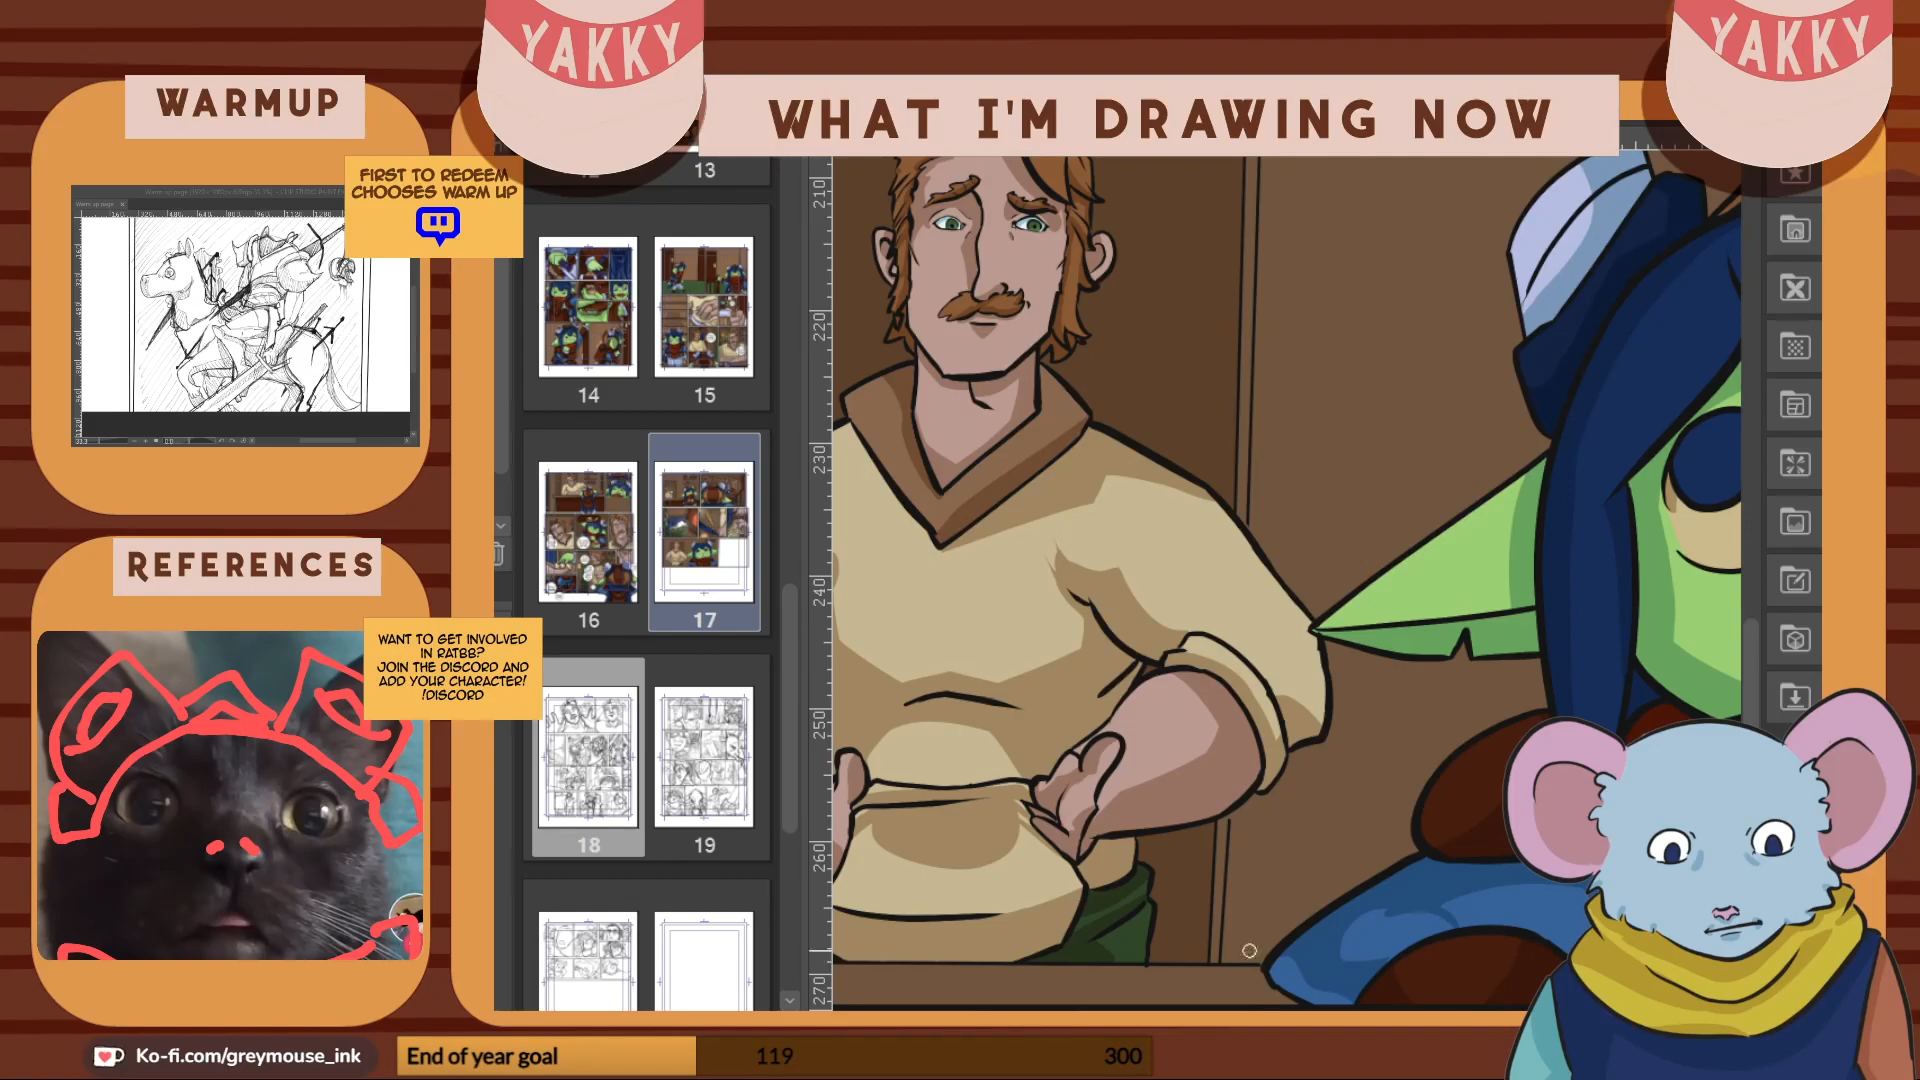 YAKKY
YAKKY
WARMUP
WHAT I'M DRAWING NOW
FIRST TO REDEEM
CHOOSES WARM UP
13
14
15
16
17
18
19
210
220
230
240
250
260
270
REFERENCES
WANT TO GET INVOLVED
IN RATBB?
JOIN THE DISCORD AND
ADD YOUR CHARACTER!
!DISCORD
Ko-fi.com/greymouse_ink
End of year goal
119
300